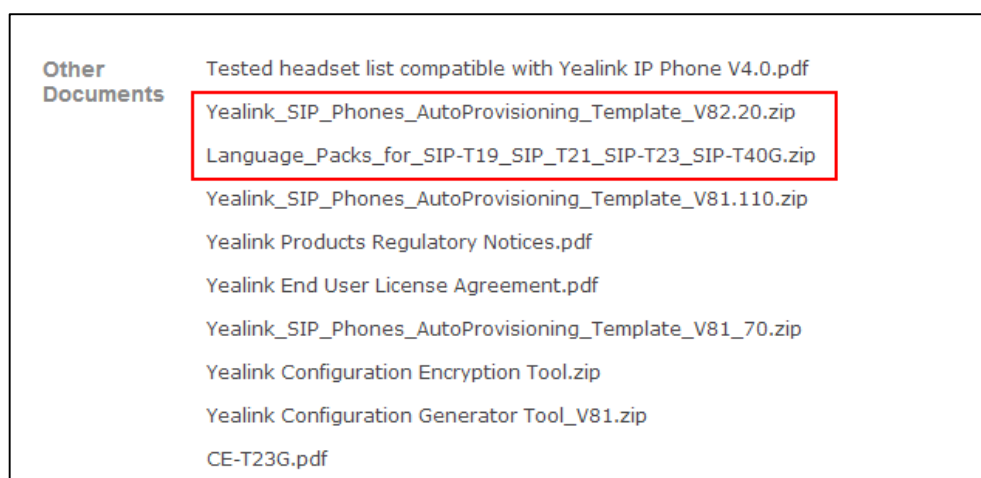 Other Documents
Tested headset list compatible with Yealink IP Phone V4.0.pdf
Yealink_SIP_Phones_AutoProvisioning_Template_V82.20.zip
Language_Packs_for_SIP-T19_SIP_T21_SIP-T23_SIP-T40G.zip
Yealink_SIP_Phones_AutoProvisioning_Template_V81.110.zip
Yealink Products Regulatory Notices.pdf
Yealink End User License Agreement.pdf
Yealink_SIP_Phones_AutoProvisioning_Template_V81_70.zip
Yealink Configuration Encryption Tool.zip
Yealink Configuration Generator Tool_V81.zip
CE-T23G.pdf